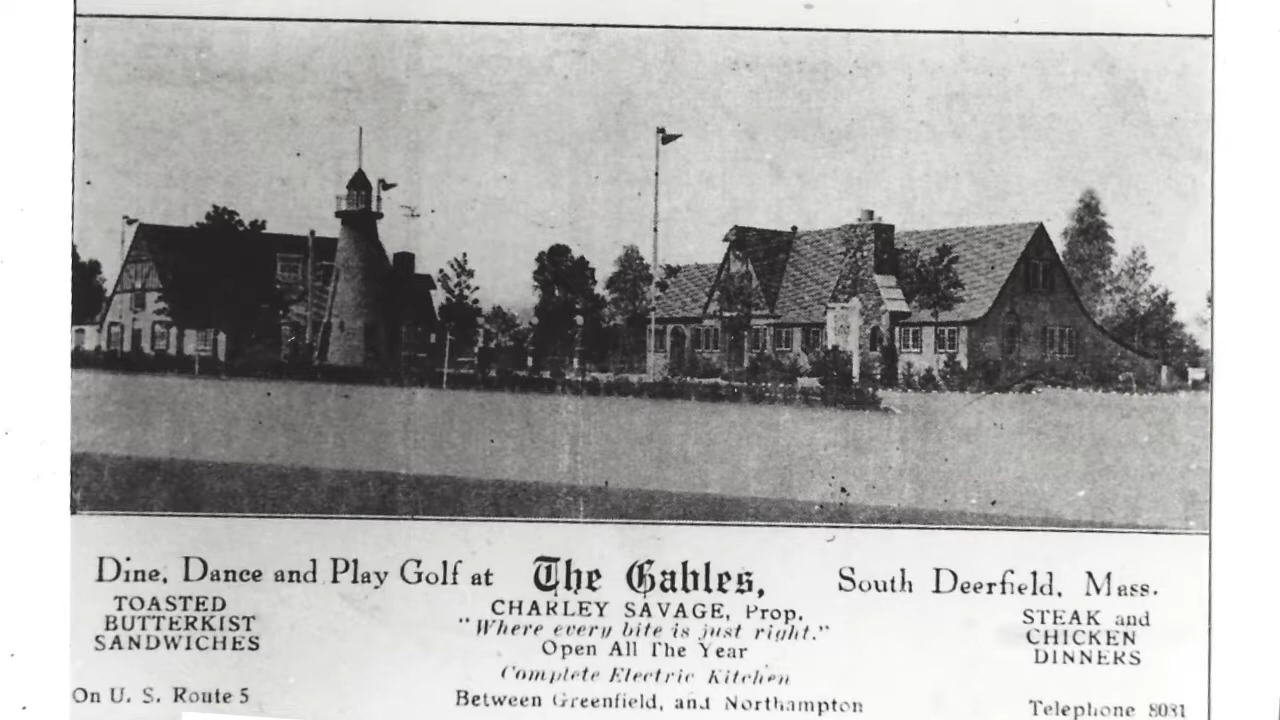 Dine, Dance and Play Golf at The Gables, South Deerfield, Mass.
TOASTED
BUTTERKIST
SANDWICHES
CHARLEY SAVAGE, Prop.
"Where every bite is just right."
Open All The Year
Complete Electric Kitchen
STEAK and
CHICKEN
DINNERS
On U. S. Route 5
Between Greenfield, and Northampton
Telephone 8081